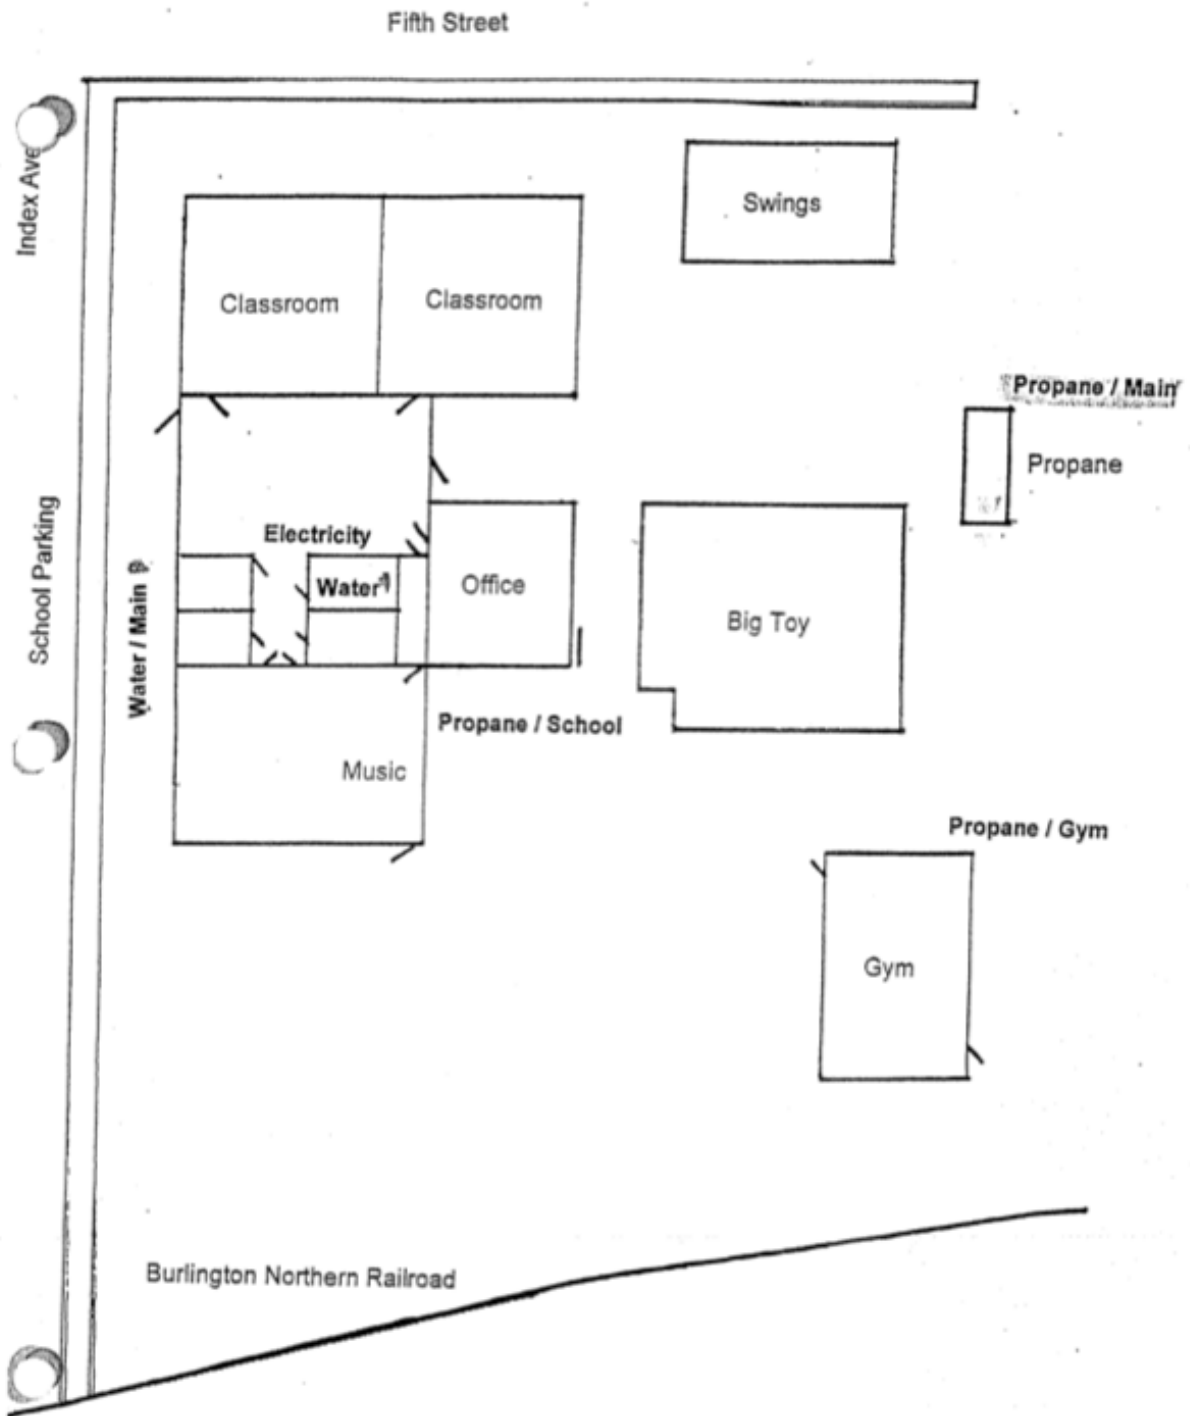 Fifth Street
Index Ave
Swings
Classroom
Classroom
Propane / Main
Propane
School Parking
Electricity
Water
Office
Water / Main
Big Toy
Propane / School
Music
Propane / Gym
Gym
Burlington Northern Railroad